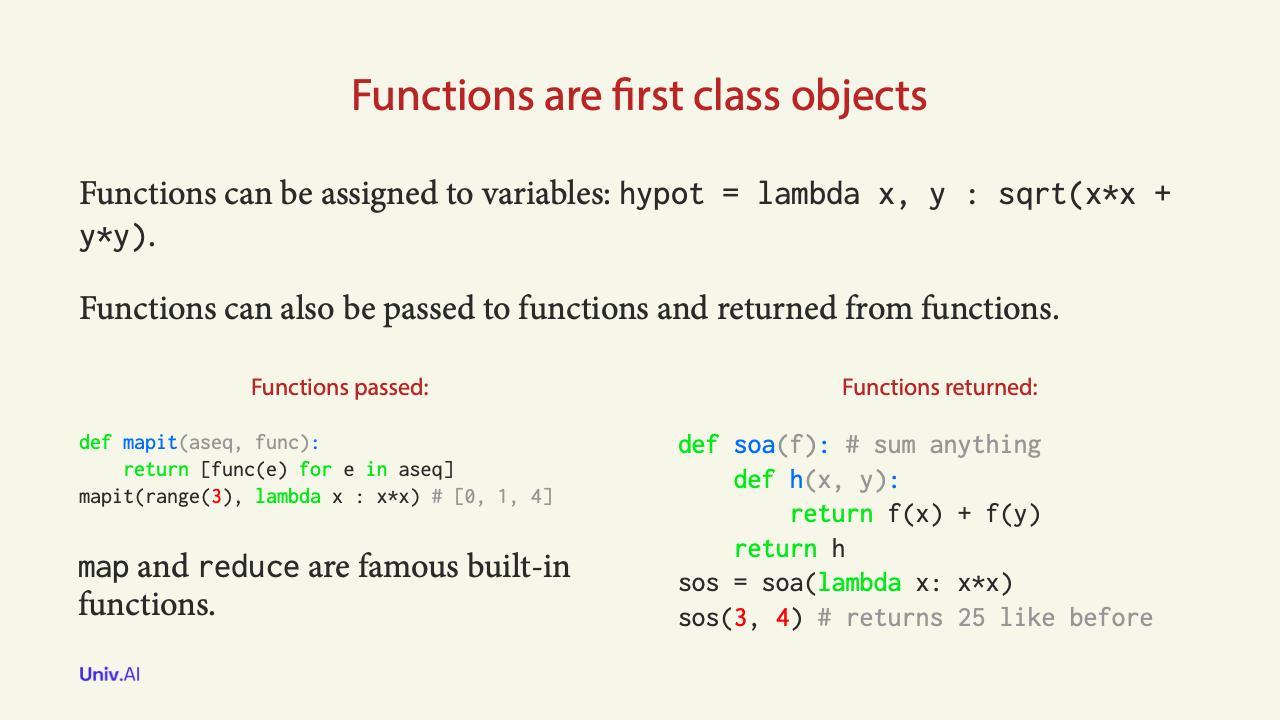 Functions are first class objects
Functions can be assigned to variables: hypot = lambda x, y : sqrt(x*x +
y*y).
Functions can also be passed to functions and returned from functions.
Functions passed:
def mapit(aseq, func):
    return [func(e) for e in aseq]
mapit(range(3), lambda x : x*x) # [0, 1, 4]
map and reduce are famous built-in
functions.
Functions returned:
def soa(f): # sum anything
    def h(x, y):
        return f(x) + f(y)
    return h
sos = soa(lambda x: x*x)
sos(3, 4) # returns 25 like before
Univ.AI